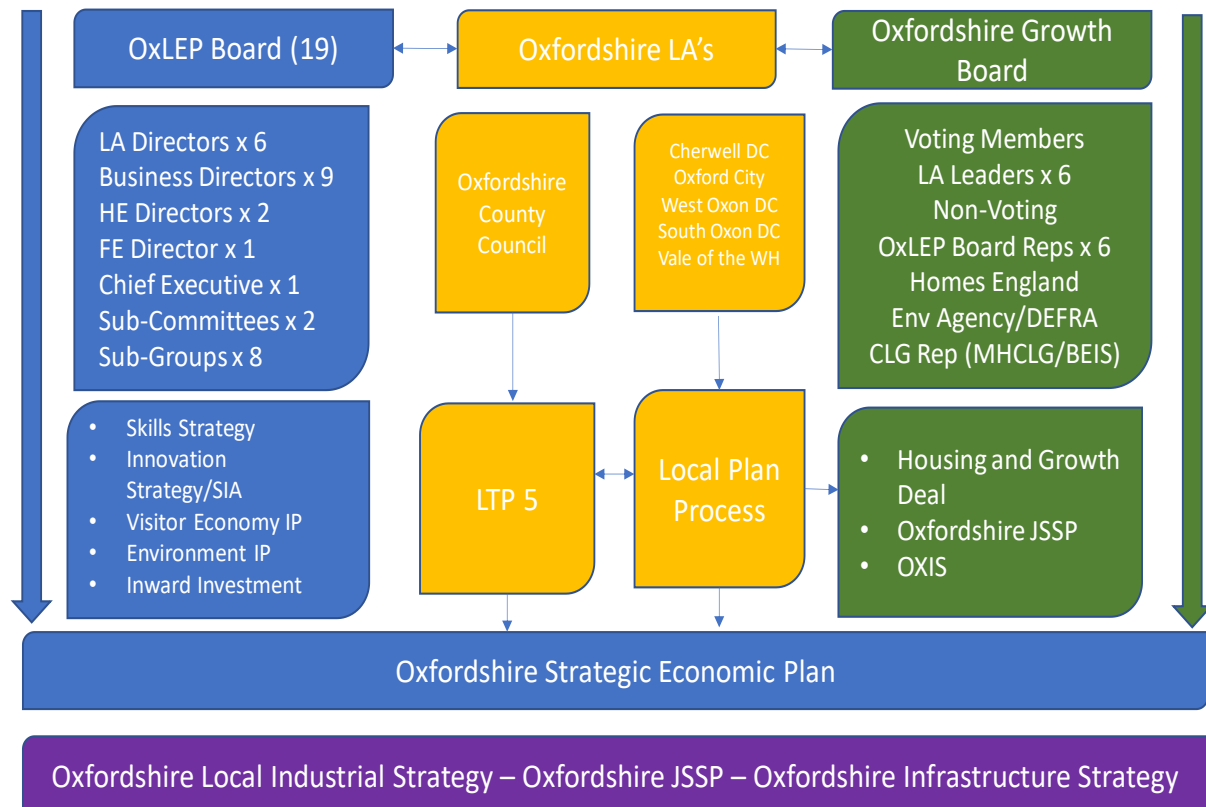 OxLEP Board (19)
Oxfordshire LA’s
Oxfordshire Growth
Board
LA Directors x 6
Business Directors x 9
HE Directors x 2
FE Director x 1
Chief Executive x 1
Sub-Committees x 2
Sub-Groups x 8
Oxfordshire
County
Council
Cherwell DC
Oxford City
West Oxon DC
South Oxon DC
Vale of the WH
Voting Members
LA Leaders x 6
Non-Voting
OxLEP Board Reps x 6
Homes England
Env Agency/DEFRA
CLG Rep (MHCLG/BEIS)
• Skills Strategy
• Innovation
Strategy/SIA
• Visitor Economy IP
• Environment IP
• Inward Investment
LTP 5
Local Plan
Process
• Housing and Growth
Deal
• Oxfordshire JSSP
• OXIS
Oxfordshire Strategic Economic Plan
Oxfordshire Local Industrial Strategy – Oxfordshire JSSP – Oxfordshire Infrastructure Strategy